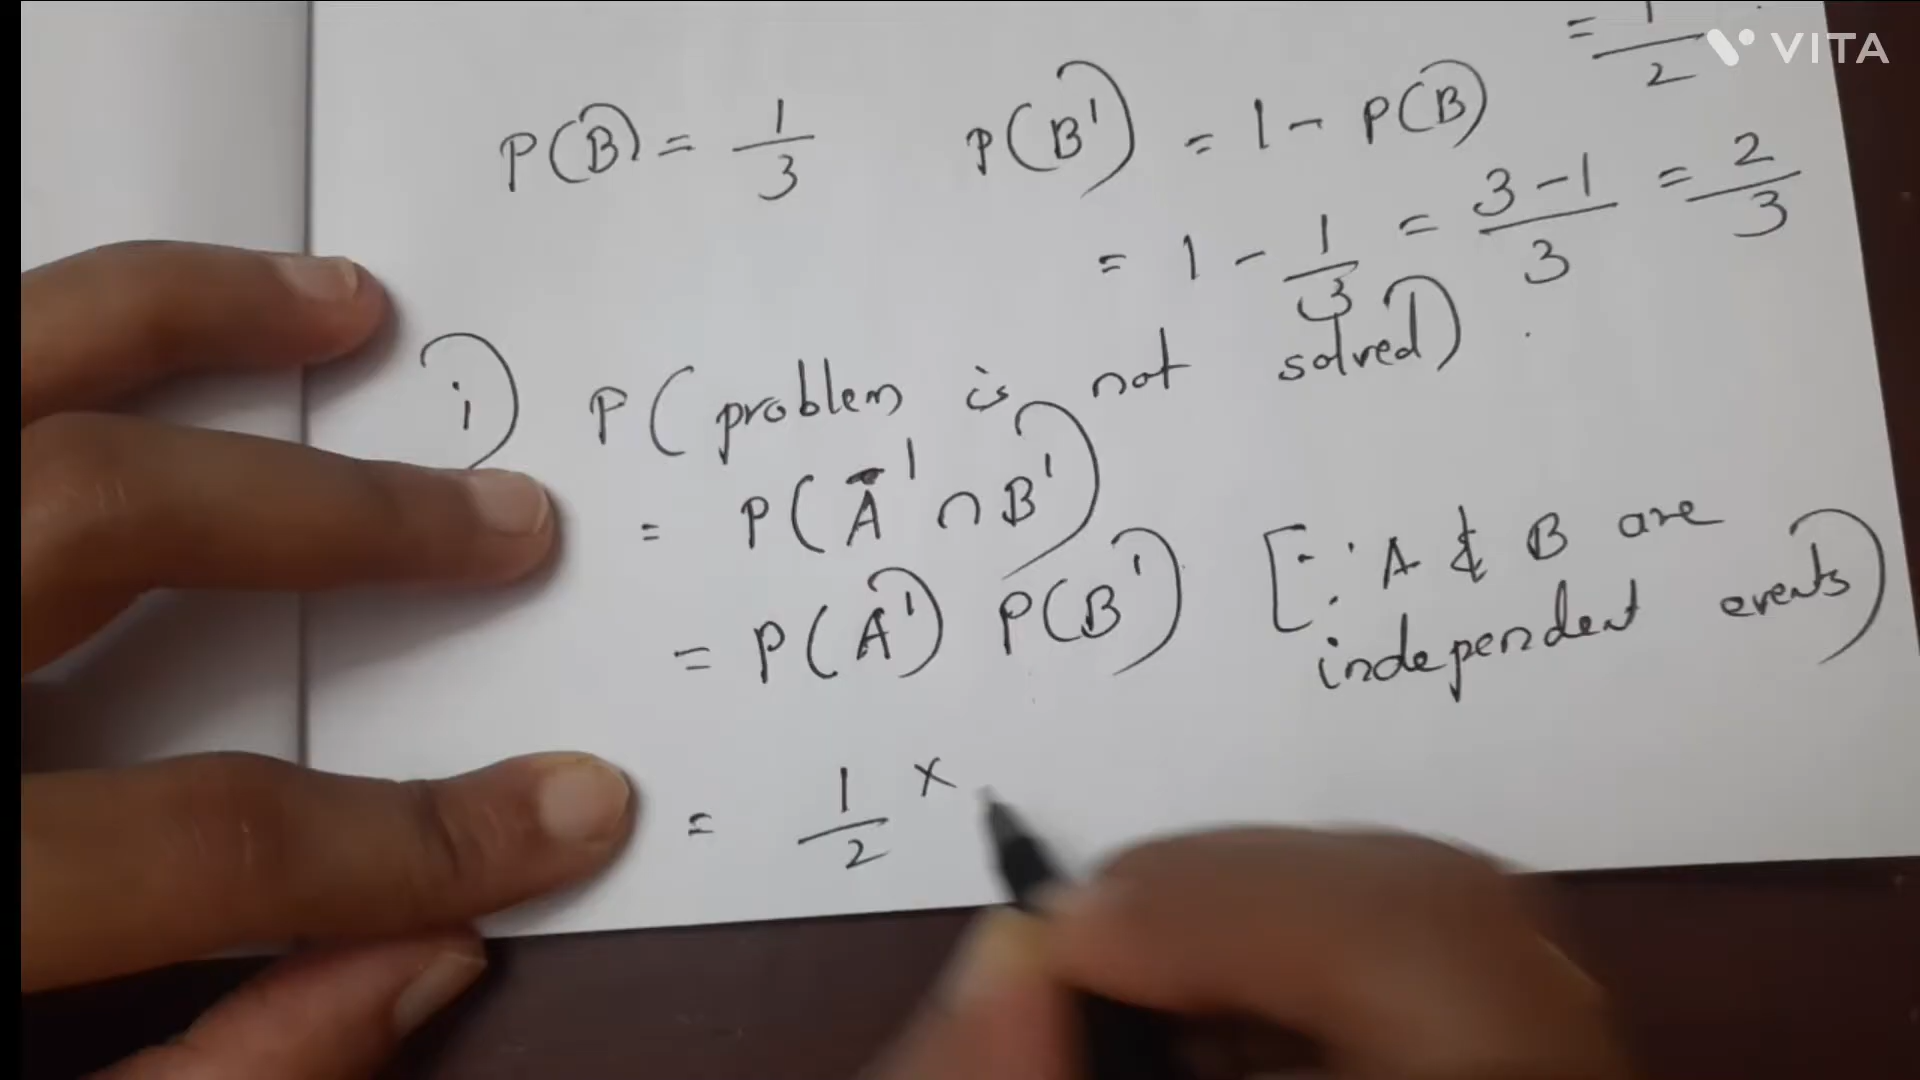 = 1/2
VITA
P(B) = 1/3 P(B') = 1 - P(B)
= 1 - 1/3 = 3-1/3 = 2/3
i) P(problem is not solved)
= P(A' ∩ B')
= P(A') P(B') [∵ A & B are
independent events)
= 1/2 ×